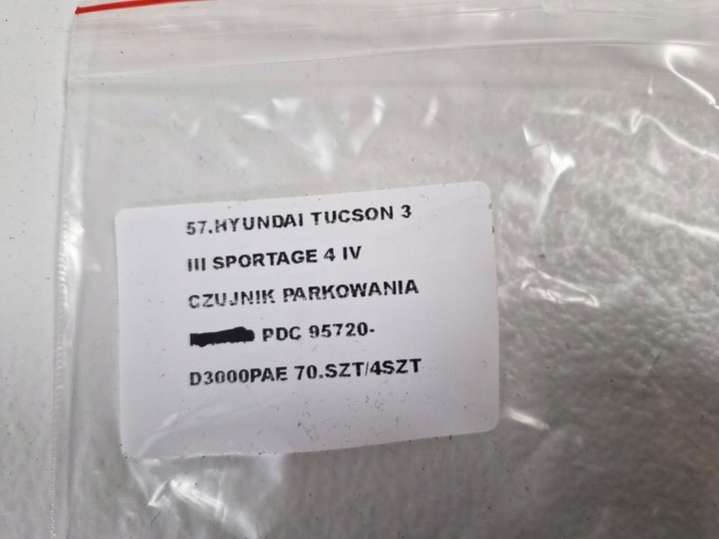 57.HYUNDAI TUCSON 3
III SPORTAGE 4 IV
CZUJNIK PARKOWANIA
PDC 95720-
D3000PAE 70.SZT/4SZT